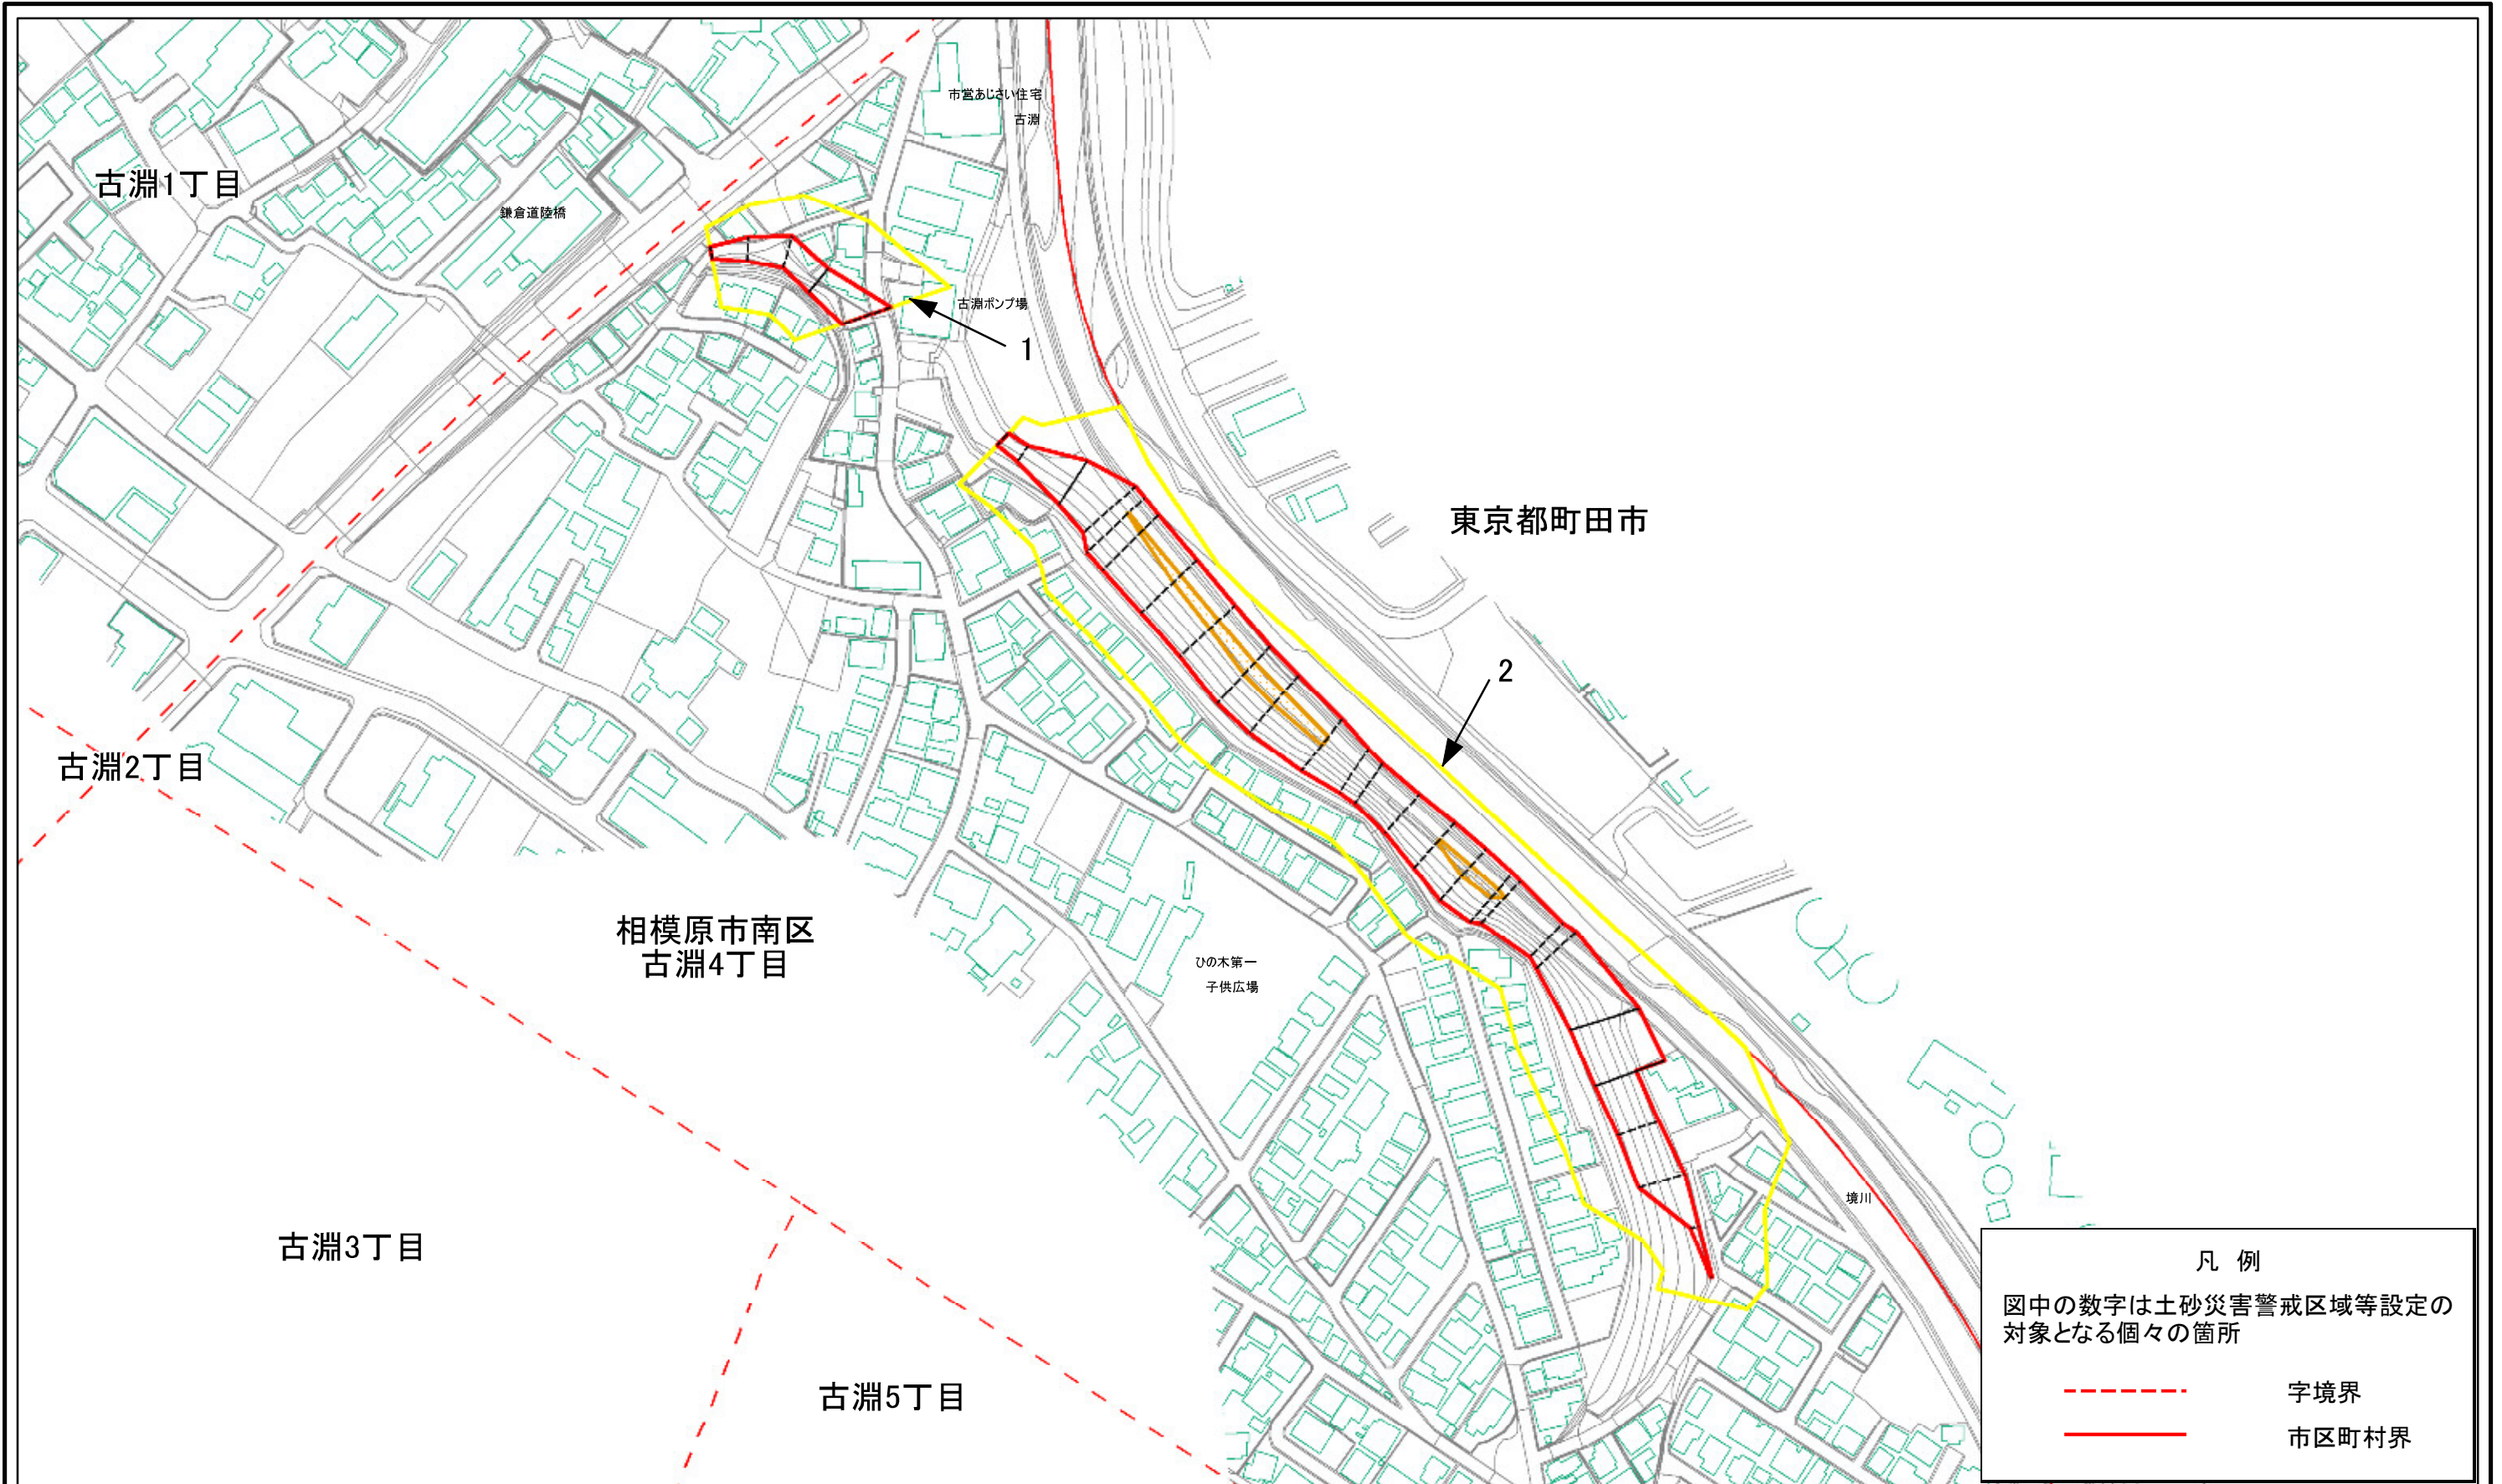 市営あじさい住宅
古淵
古淵1丁目
鎌倉道陸橋
古淵ポンプ場
1
東京都町田市
2
古淵2丁目
相模原市南区
古淵4丁目
ひの木第一
子供広場
境川
古淵3丁目
古淵5丁目
凡 例
図中の数字は土砂災害警戒区域等設定の
対象となる個々の箇所
字境界
市区町村界